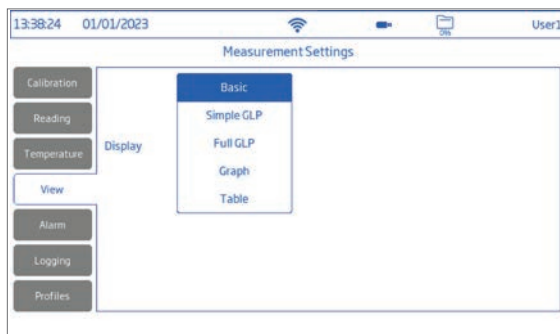 13:38:24 01/01/2023 0% User1
Measurement Settings
Calibration
Reading
Temperature
View
Alarm
Logging
Profiles
Display
Basic
Simple GLP
Full GLP
Graph
Table